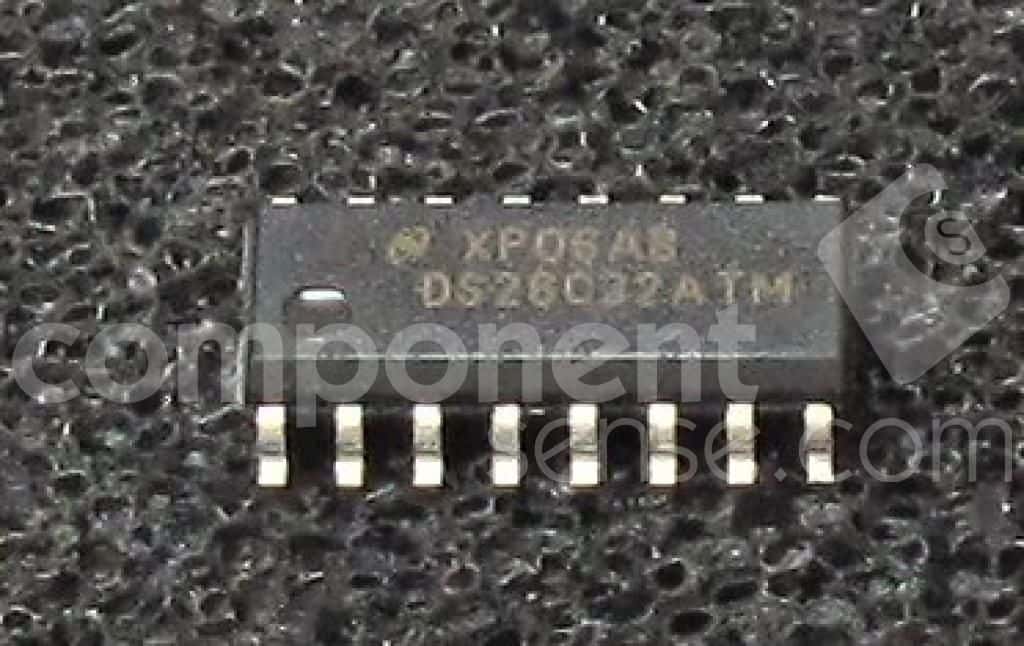 XP06AB
DS26C32ATM
component
sense.com
S